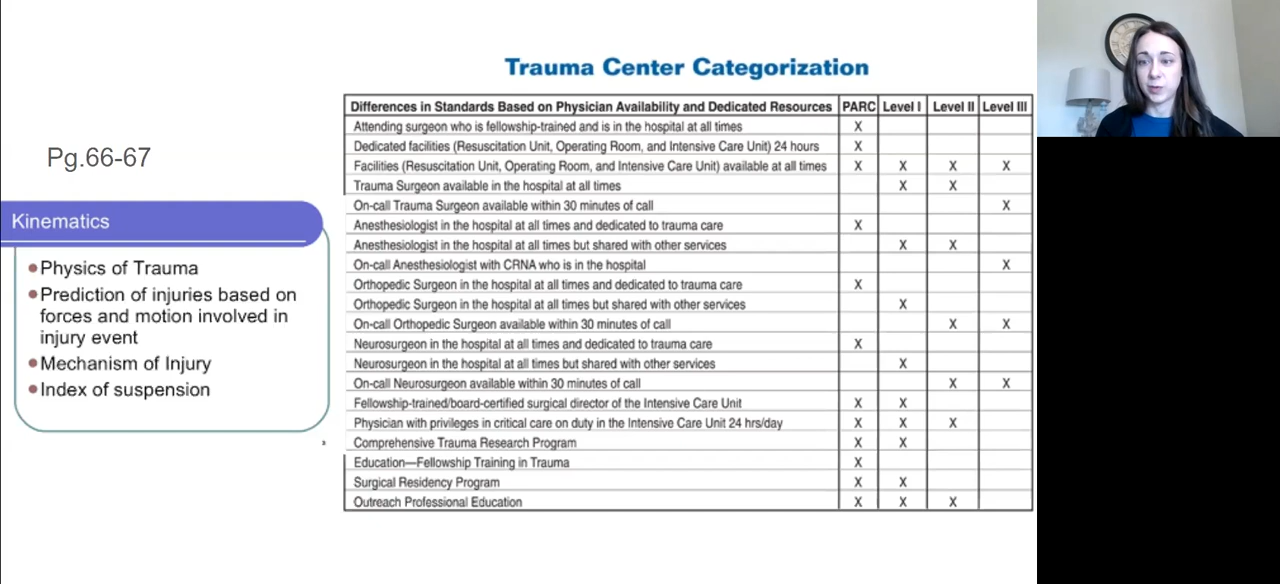 Trauma Center Categorization
Pg.66-67
Kinematics
Physics of Trauma
Prediction of injuries based on
forces and motion involved in
injury event
Mechanism of Injury
Index of suspension
Differences in Standards Based on Physician Availability and Dedicated Resources PARC Level I Level II Level III
Attending surgeon who is fellowship-trained and is in the hospital at all times X
Dedicated facilities (Resuscitation Unit, Operating Room, and Intensive Care Unit) 24 hours X
Facilities (Resuscitation Unit, Operating Room, and Intensive Care Unit) available at all times X X X X
Trauma Surgeon available in the hospital at all times X X
On-call Trauma Surgeon available within 30 minutes of call X
Anesthesiologist in the hospital at all times and dedicated to trauma care X
Anesthesiologist in the hospital at all times but shared with other services X X
On-call Anesthesiologist with CRNA who is in the hospital X
Orthopedic Surgeon in the hospital at all times and dedicated to trauma care X
Orthopedic Surgeon in the hospital at all times but shared with other services X
On-call Orthopedic Surgeon available within 30 minutes of call X X
Neurosurgeon in the hospital at all times and dedicated to trauma care X
Neurosurgeon in the hospital at all times but shared with other services X
On-call Neurosurgeon available within 30 minutes of call X X
Fellowship-trained/board-certified surgical director of the Intensive Care Unit X X
Physician with privileges in critical care on duty in the Intensive Care Unit 24 hrs/day X X X
Comprehensive Trauma Research Program X X
Education—Fellowship Training in Trauma X
Surgical Residency Program X X
Outreach Professional Education X X X